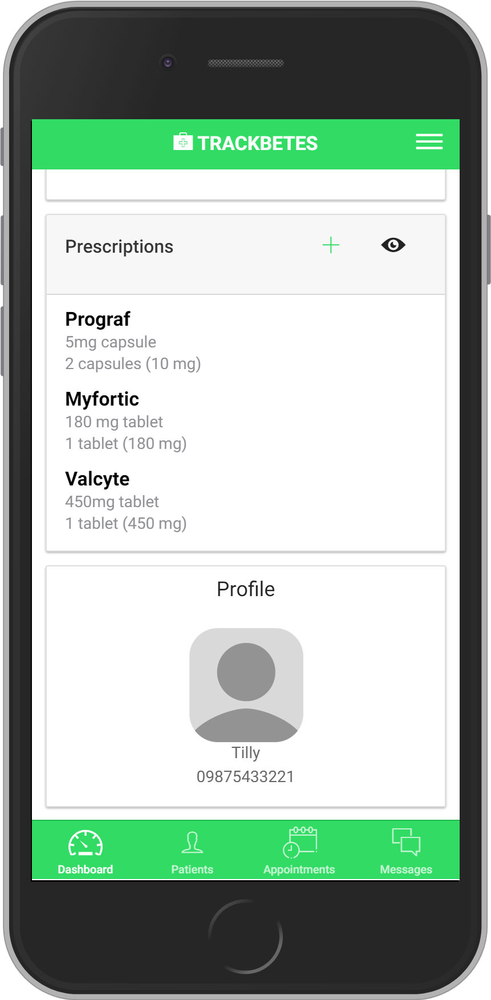 TRACKBETES
Prescriptions
Prograf
5mg capsule
2 capsules (10 mg)
Myfortic
180 mg tablet
1 tablet (180 mg)
Valcyte
450mg tablet
1 tablet (450 mg)
Profile
Tilly
09875433221
Dashboard
Patients
Appointments
Messages